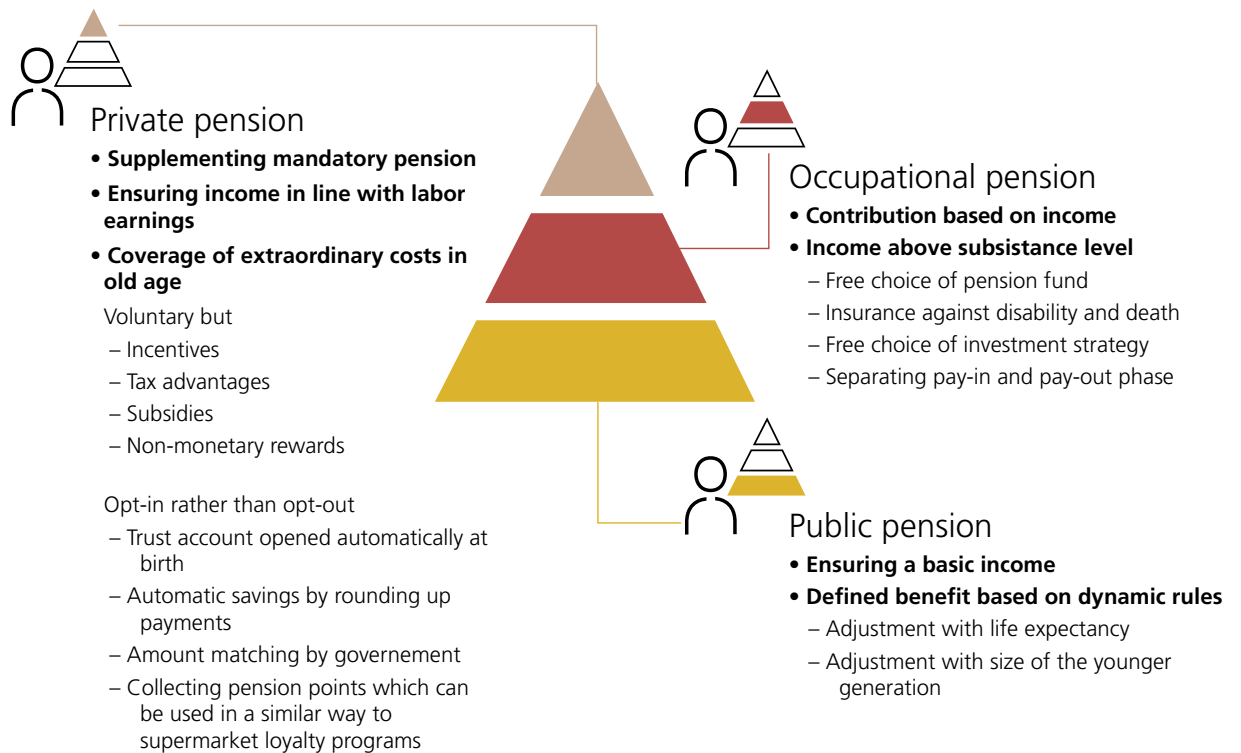 Private pension
• Supplementing mandatory pension
• Ensuring income in line with labor
earnings
• Coverage of extraordinary costs in
old age
Voluntary but
– Incentives
– Tax advantages
– Subsidies
– Non-monetary rewards
Opt-in rather than opt-out
– Trust account opened automatically at
birth
– Automatic savings by rounding up
payments
– Amount matching by governement
– Collecting pension points which can
be used in a similar way to
supermarket loyalty programs
Occupational pension
• Contribution based on income
• Income above subsistance level
– Free choice of pension fund
– Insurance against disability and death
– Free choice of investment strategy
– Separating pay-in and pay-out phase
Public pension
• Ensuring a basic income
• Defined benefit based on dynamic rules
– Adjustment with life expectancy
– Adjustment with size of the younger
generation